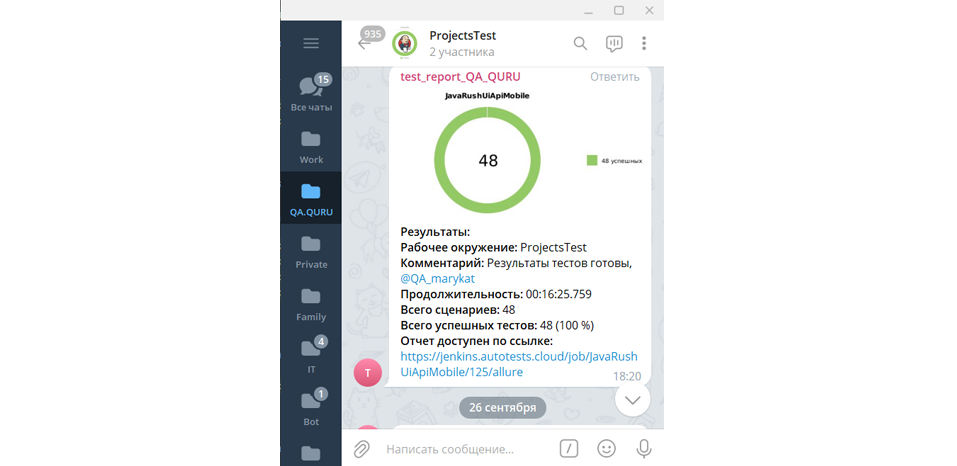 935
ProjectsTest
2 участника
15
Все чаты
Work
QA.QURU
Private
Family
4
IT
1
Bot
test_report_QA_QURU
Ответить
JavaRushUiApiMobile
48
48 успешных
Результаты:
Рабочее окружение: ProjectsTest
Комментарий: Результаты тестов готовы,
@QA_marykat
Продолжительность: 00:16:25.759
Всего сценариев: 48
Всего успешных тестов: 48 (100 %)
Отчет доступен по ссылке:
https://jenkins.autotests.cloud/job/JavaRush
UiApiMobile/125/allure
18:20
T
26 сентября
Написать сообщение...